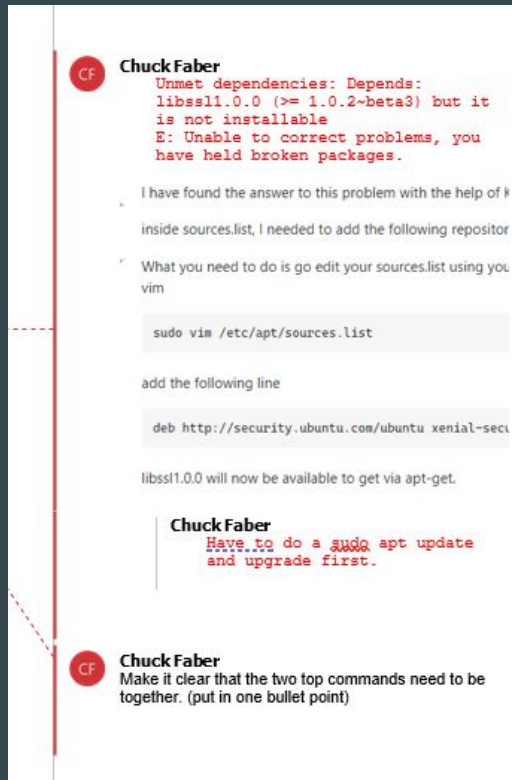 CF
Chuck Faber
Unmet dependencies: Depends:
libssl1.0.0 (>= 1.0.2~beta3) but it
is not installable
E: Unable to correct problems, you
have held broken packages.
I have found the answer to this problem with the help of
inside sources.list, I needed to add the following
What you need to do is go edit your sources.list using
vim
sudo vim /etc/apt/sources.list
add the following line
deb http://security.ubuntu.com/ubuntu
libssl1.0.0 will now be available to get via apt-get.
Chuck Faber
Have to do a sudo apt update
and upgrade first.
CF
Chuck Faber
Make it clear that the two top commands need to be
together. (put in one bullet point)